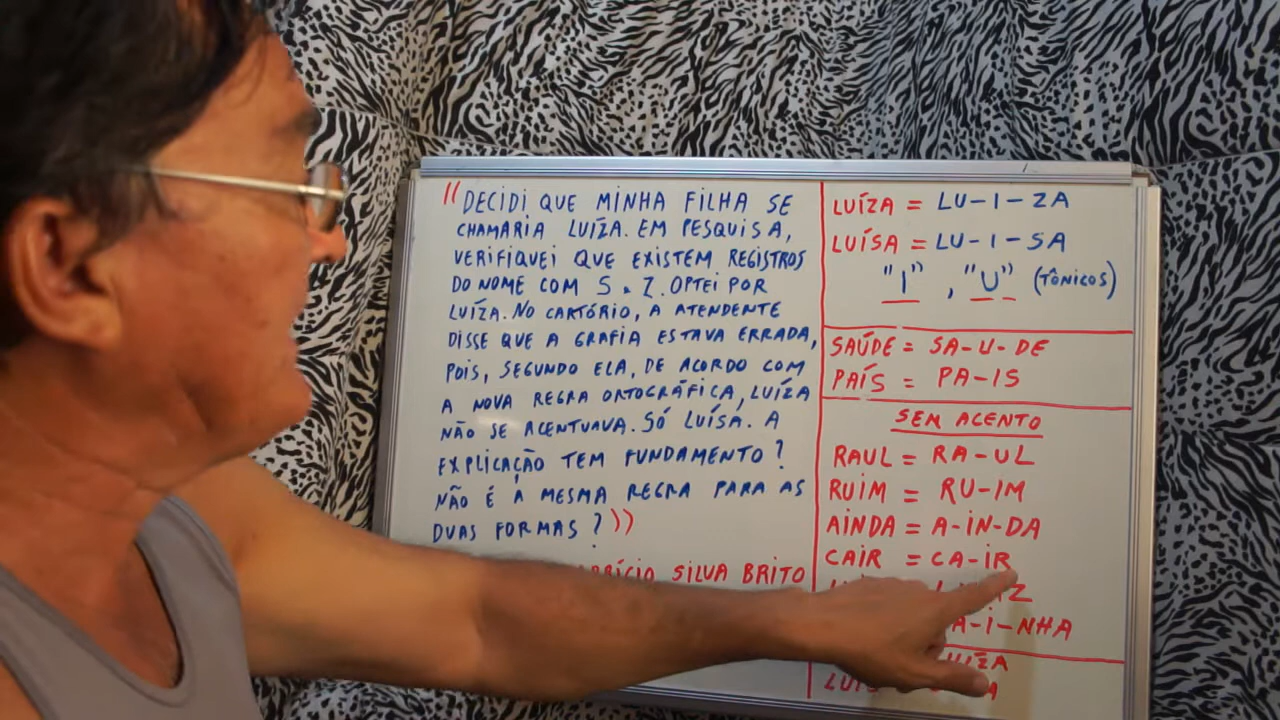 "DECIDI QUE MINHA FILHA SE
CHAMARIA LUÍZA. EM PESQUISA,
VERIFIQUEI QUE EXISTEM REGISTROS
DO NOME COM S e Z. OPTEI POR
LUÍZA. NO CARTÓRIO, A ATENDENTE
DISSE QUE A GRAFIA ESTAVA ERRADA,
POIS, SEGUNDO ELA, DE ACORDO COM
A NOVA REGRA ORTOGRÁFICA, LUÍZA
NÃO SE ACENTUAVA. SÓ LUÍSA. A
EXPLICAÇÃO TEM FUNDAMENTO?
NÃO É A MESMA REGRA PARA AS
DUAS FORMAS?"
SILVA BRITO
LUÍZA = LU-I-ZA
LUÍSA = LU-I-SA
"I", "U" (TÔNICOS)
SAÚDE = SA-U-DE
PAÍS = PA-IS
SEM ACENTO
RAUL = RA-UL
RUIM = RU-IM
AINDA = A-IN-DA
CAIR = CA-IR
A-I-NHA